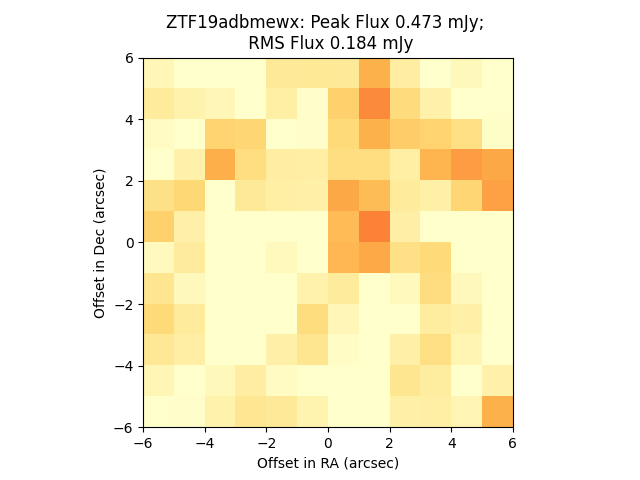 ZTF19adbmewx: Peak Flux 0.473 mJy;
RMS Flux 0.184 mJy
6
4
2
0
−2
−4
−6
Offset in Dec (arcsec)
−6 −4 −2 0 2 4 6
Offset in RA (arcsec)